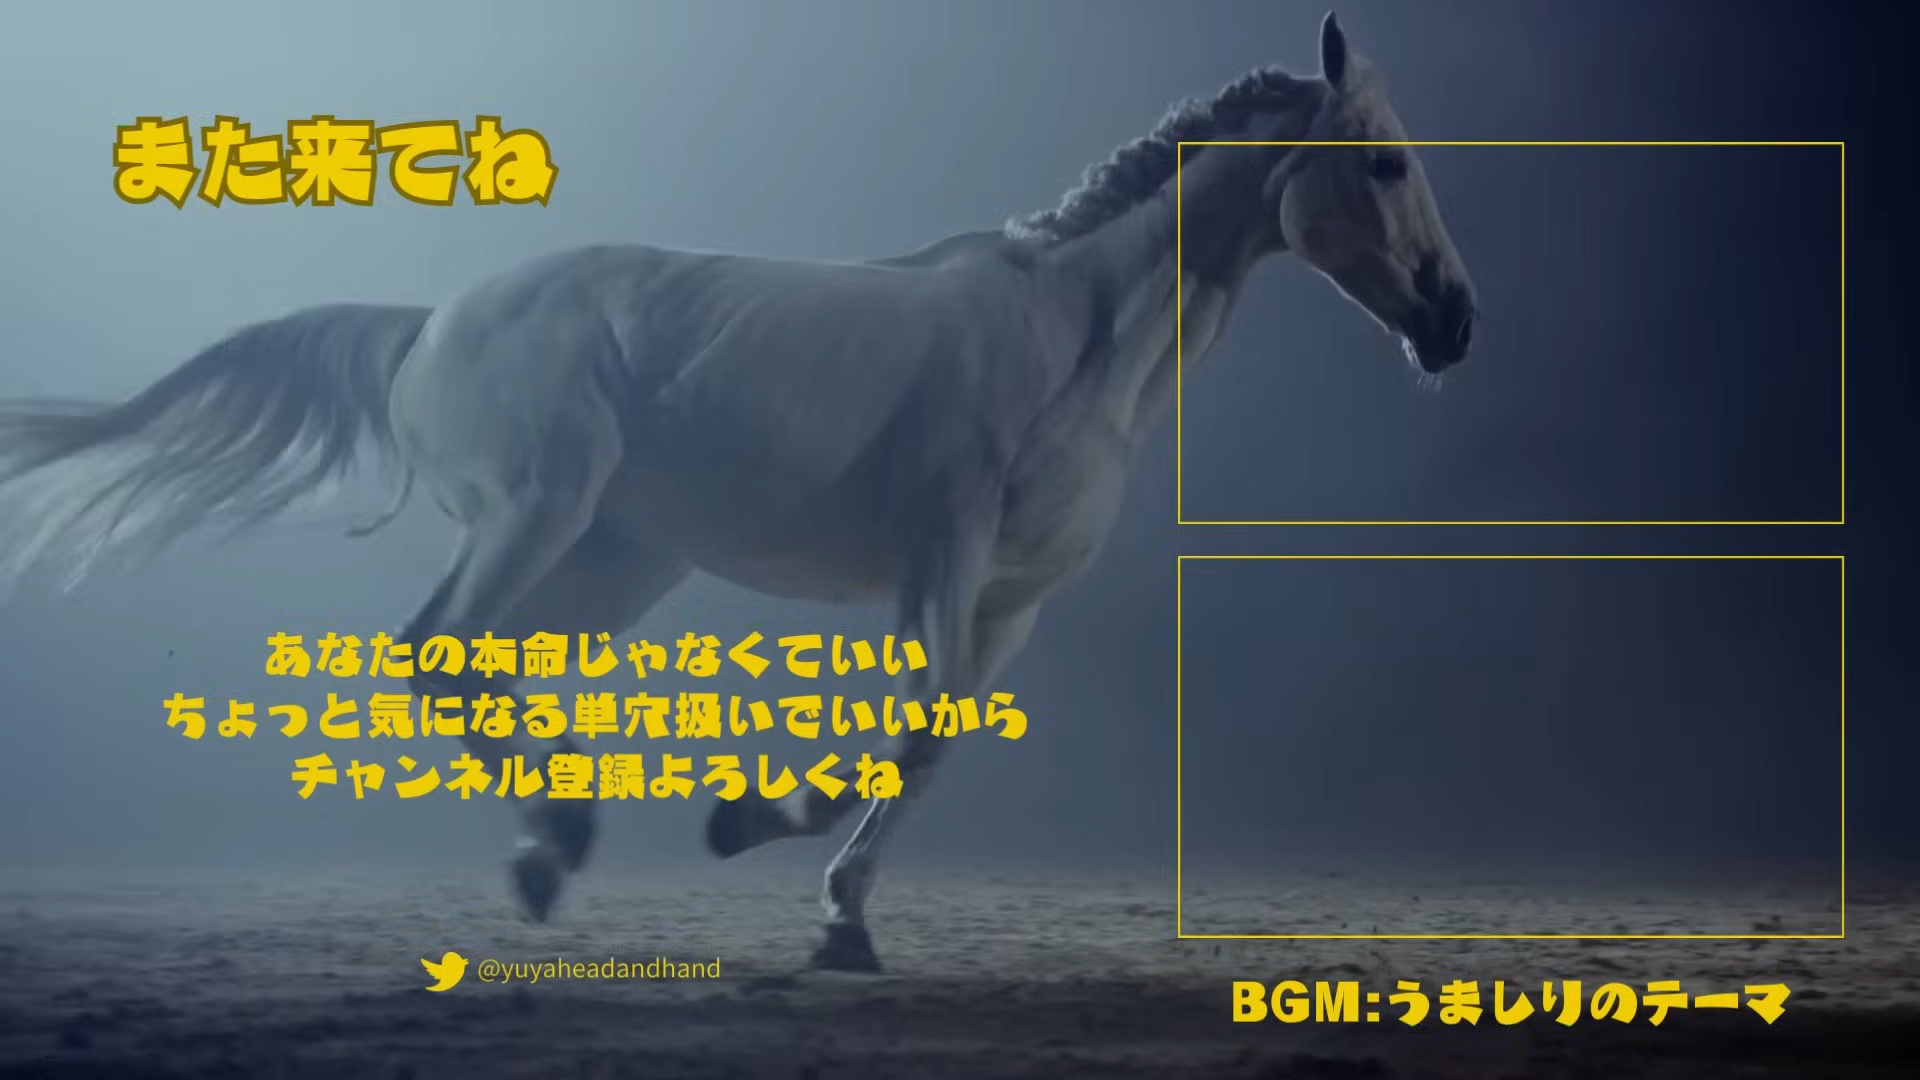 また来てね
あなたの本命じゃなくていい
ちょっと気になる単穴扱いでいいから
チャンネル登録よろしくね
@yuyaheadandhand
BGM:うましりのテーマ